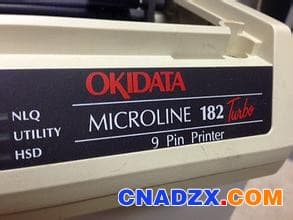 OKIDATA
MICROLINE 182 Turbo
9 Pin Printer
NLQ
UTILITY
HSD
CNADZX.COM